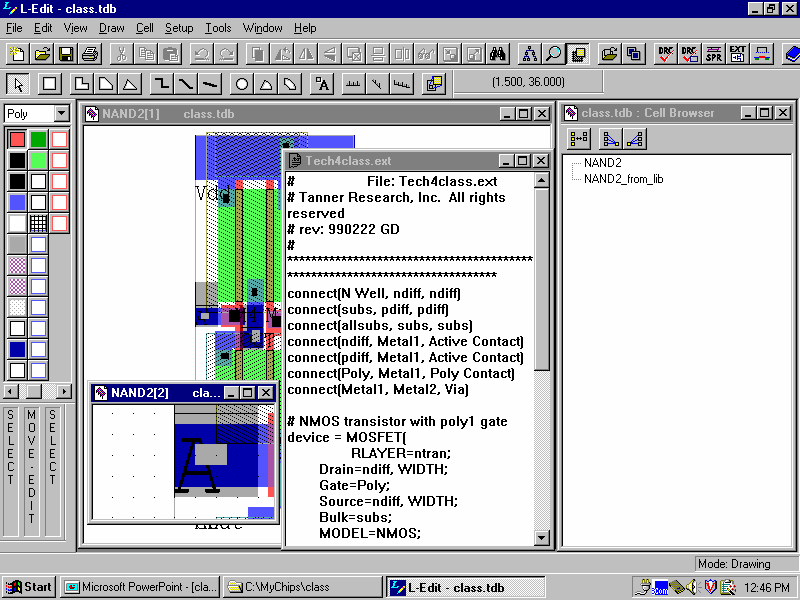 L-Edit - class.tdb
File Edit View Draw Cell Setup Tools Window Help
DRC DRC SPR EXT
A (1.500, 36.000)
Poly
NAND2[1] class.tdb
Vdd
Tech4class.ext
# File: Tech4class.ext
# Tanner Research, Inc. All rights
reserved
# rev: 990222 GD
#
*****************************************
***********************************
connect(N Well, ndiff, ndiff)
connect(subs, pdiff, pdiff)
connect(allsubs, subs, subs)
connect(ndiff, Metal1, Active Contact)
connect(pdiff, Metal1, Active Contact)
connect(Poly, Metal1, Poly Contact)
connect(Metal1, Metal2, Via)
# NMOS transistor with poly1 gate
device = MOSFET(
RLAYER=ntran;
Drain=ndiff, WIDTH;
Gate=Poly;
Source=ndiff, WIDTH;
Bulk=subs;
MODEL=NMOS;
class.tdb : Cell Browser
NAND2
NAND2_from_lib
NAND2[2] cla...
A
SELECT
MOVE-EDIT
SELECT
Mode: Drawing
Start
Microsoft PowerPoint - [cla...
C:\MyChips\class
L-Edit - class.tdb
12:46 PM